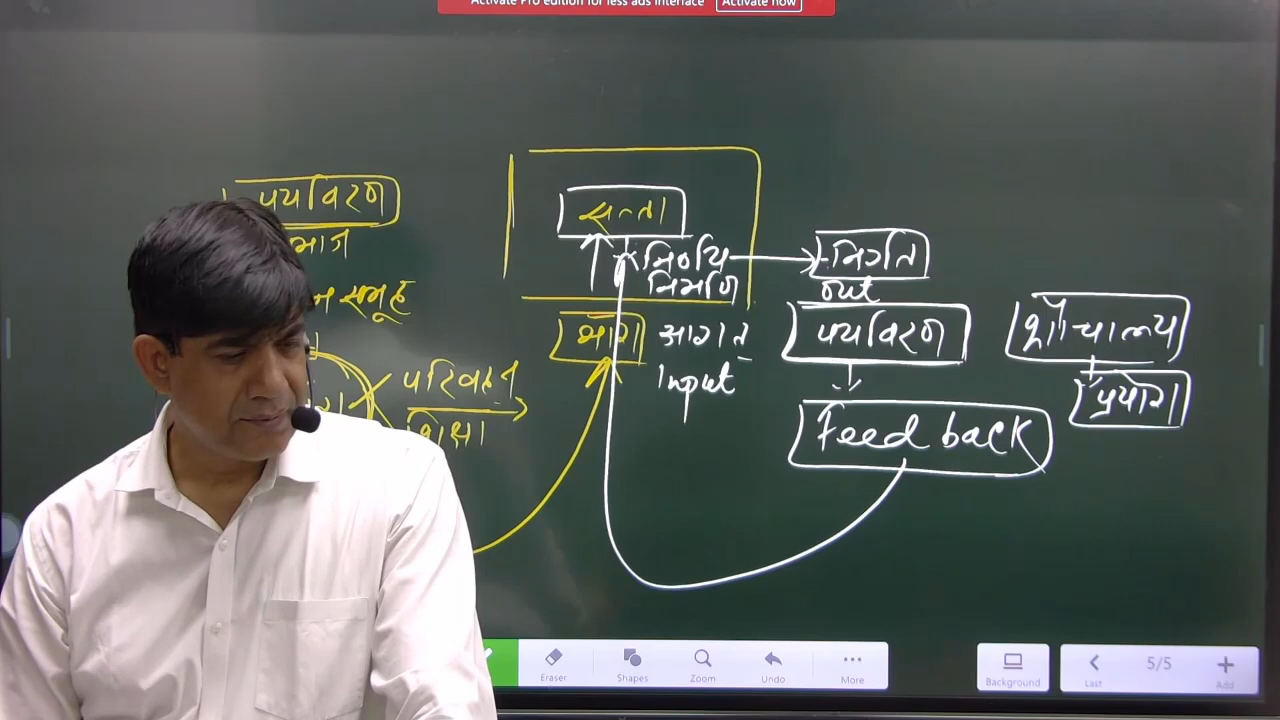 Activate Pro edition for less ads interface Activate now
पर्यावरण
समूह
परिवहन
शिक्षा
सत्ता
निर्णय
निर्माण
मांग
आगत
Input
निर्गत
out
पर्यावरण
Feed back
शौचालय
प्रयोग
Eraser
Shapes
Zoom
Undo
More
Background
Last
5/5
Add